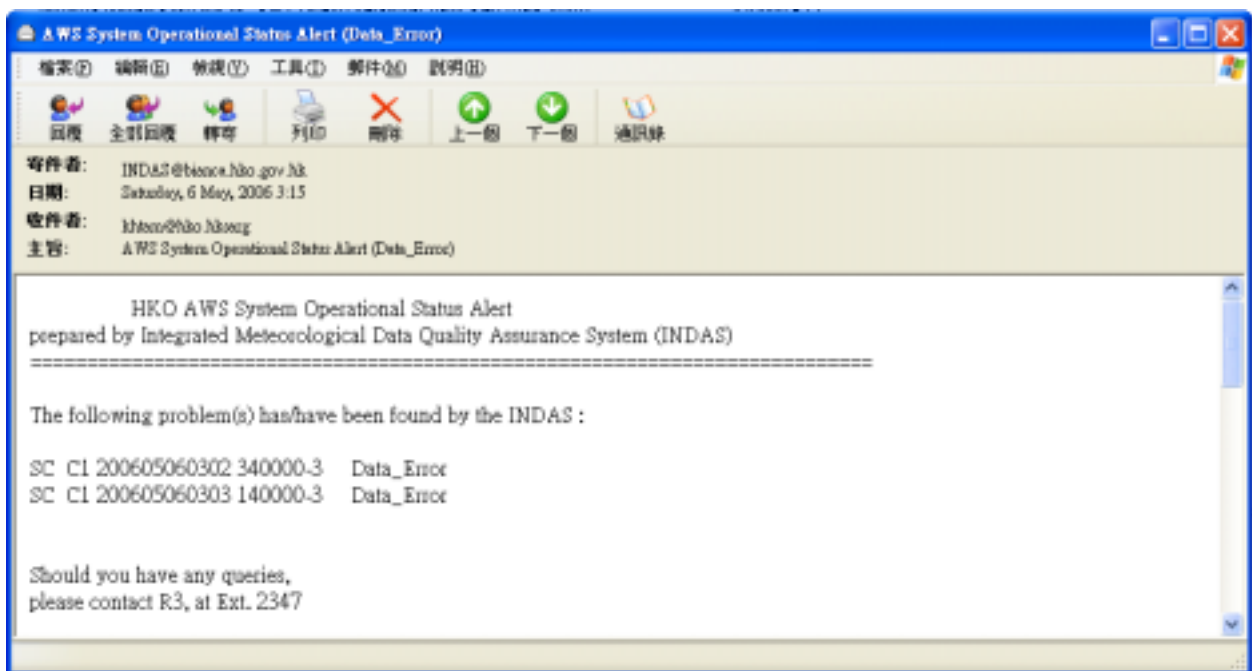 AWS System Operational Status Alert (Data_Error)
檔案(F) 編輯(E) 檢視(V) 工具(T) 郵件(M) 說明(H)
回覆 全部回覆 轉寄 列印 刪除 上一個 下一個 通訊錄
寄件者: INDAS@bianca.hko.gov.hk
日期: Saturday, 6 May, 2006 3:15
收件者:
主旨: AWS System Operational Status Alert (Data_Error)
HKO AWS System Operational Status Alert
prepared by Integrated Meteorological Data Quality Assurance System (INDAS)
==========================================================================
The following problem(s) has/have been found by the INDAS :
SC C1 200605060302 340000-3 Data_Error
SC C1 200605060303 140000-3 Data_Error
Should you have any queries,
please contact R3, at Ext. 2347